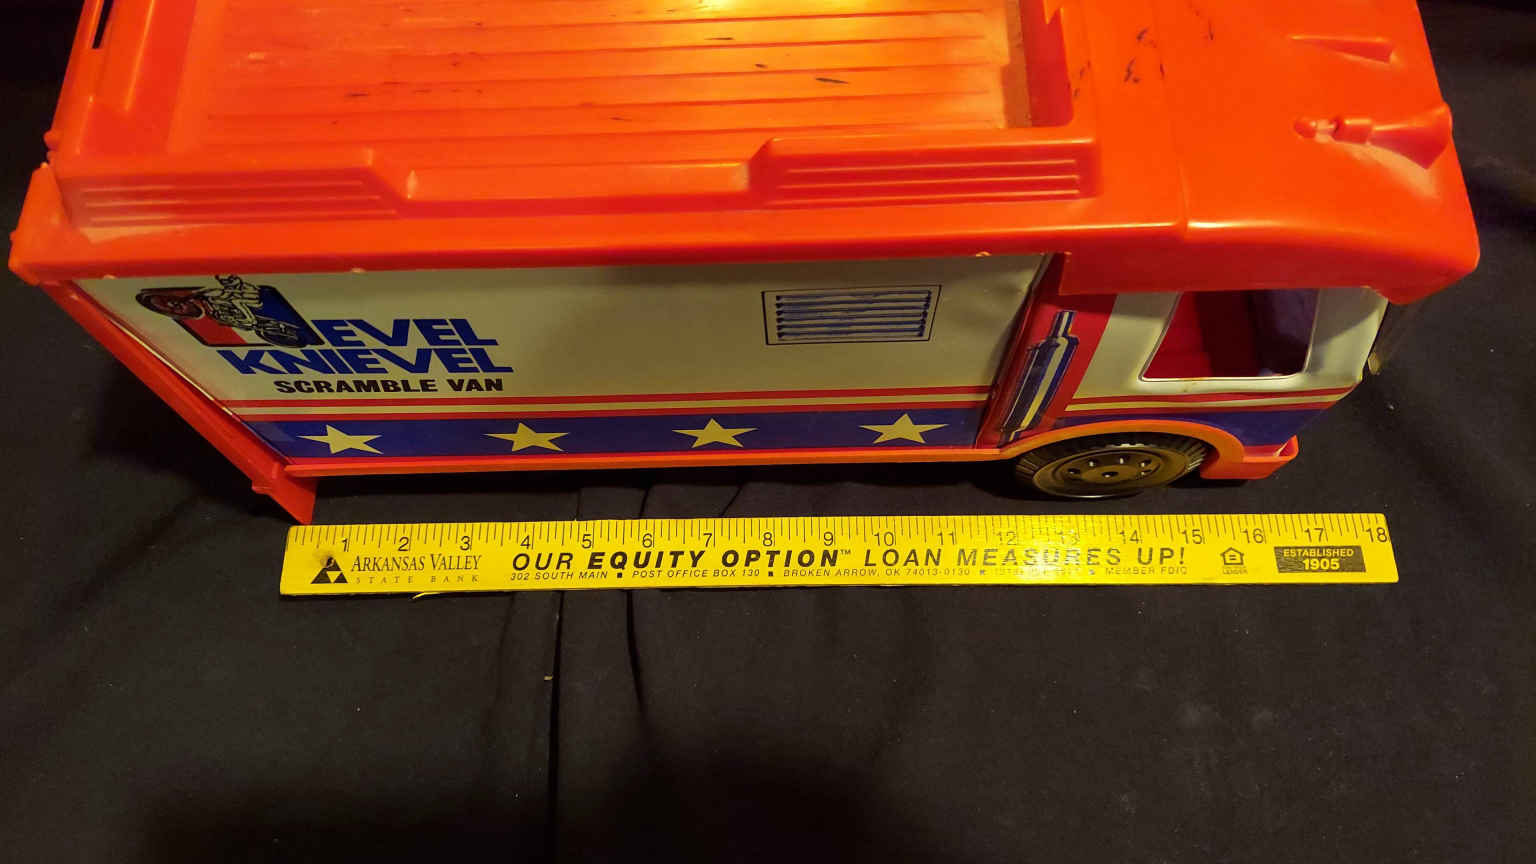 EVEL
KNIEVEL
SCRAMBLE VAN
1 2 3 4 5 6 7 8 9 10 11 12 13 14 15 16 17 18
ARKANSAS VALLEY
STATE BANK
OUR EQUITY OPTION™ LOAN MEASURES UP!
302 SOUTH MAIN ■ POST OFFICE BOX 130 ■ BROKEN ARROW, OK 74013-0130 ■ MEMBER FDIC
ESTABLISHED
1905